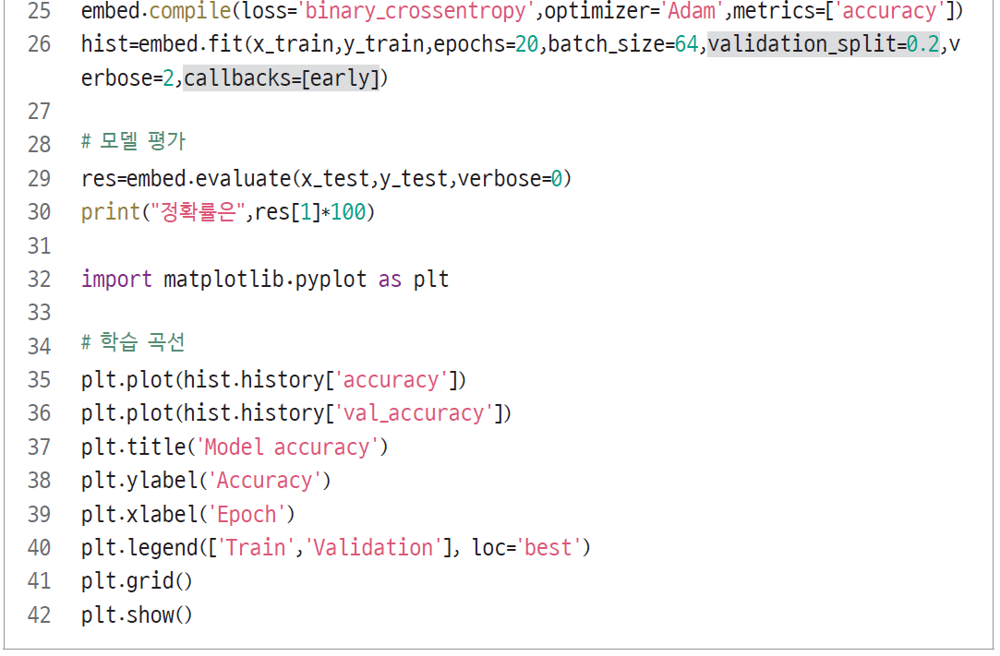 25 embed.compile(loss='binary_crossentropy',optimizer='Adam',metrics=['accuracy'])
26 hist=embed.fit(x_train,y_train,epochs=20,batch_size=64,validation_split=0.2,v
erbose=2,callbacks=[early])
27
28 # 모델 평가
29 res=embed.evaluate(x_test,y_test,verbose=0)
30 print("정확률은",res[1]*100)
31
32 import matplotlib.pyplot as plt
33
34 # 학습 곡선
35 plt.plot(hist.history['accuracy'])
36 plt.plot(hist.history['val_accuracy'])
37 plt.title('Model accuracy')
38 plt.ylabel('Accuracy')
39 plt.xlabel('Epoch')
40 plt.legend(['Train','Validation'], loc='best')
41 plt.grid()
42 plt.show()